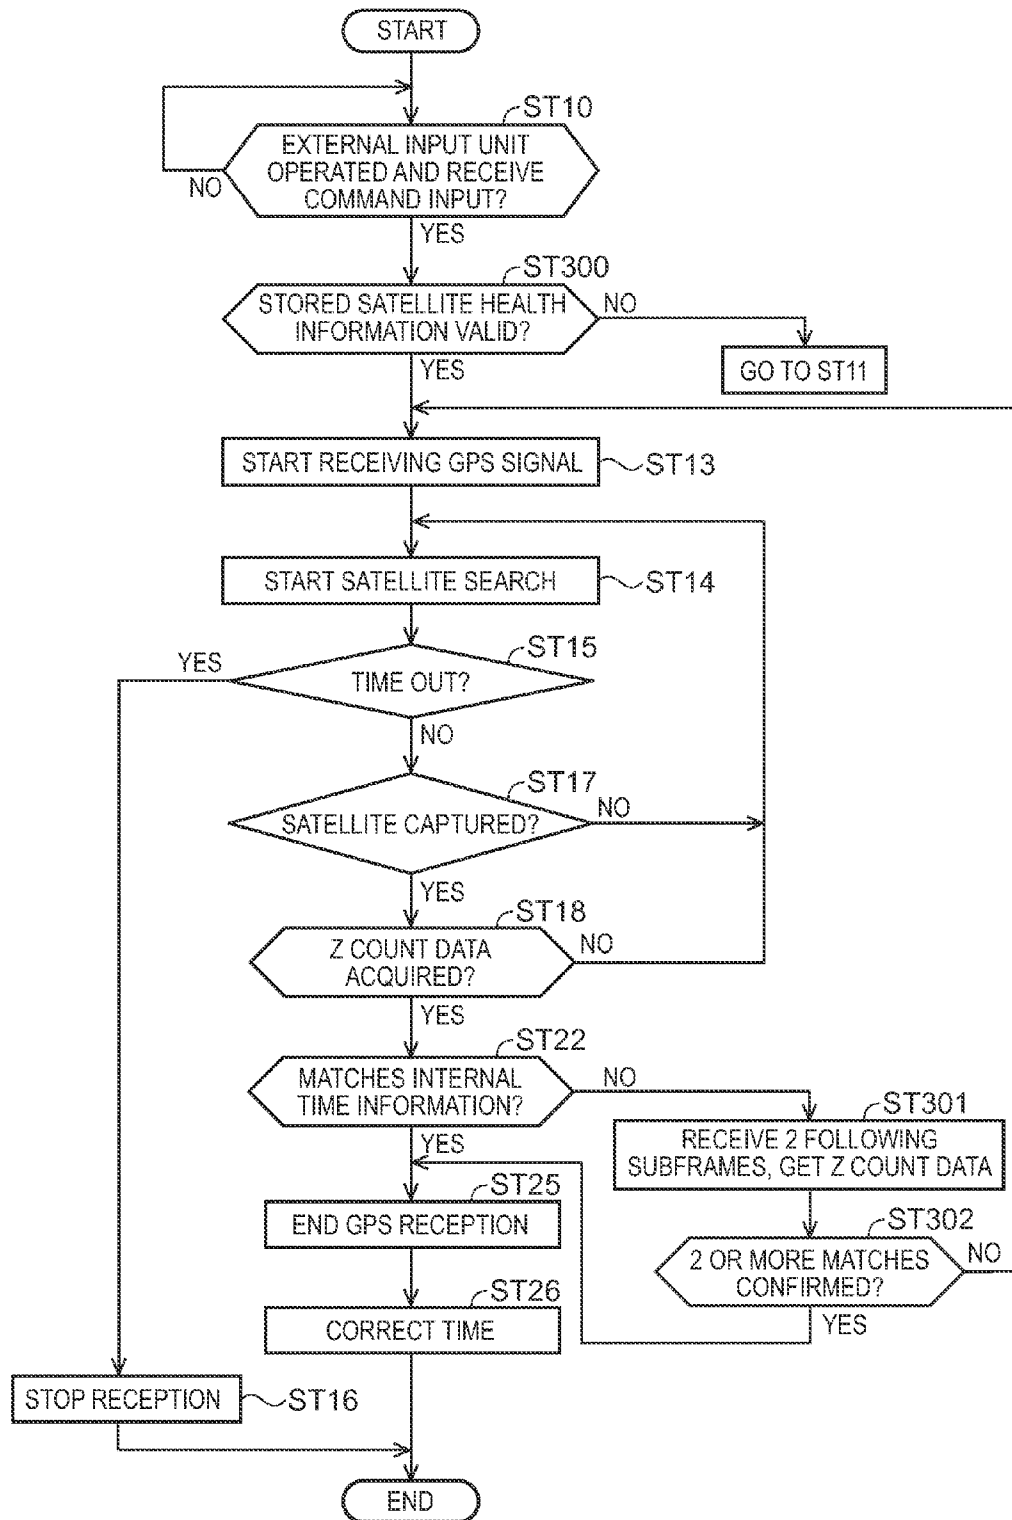 START
ST10
EXTERNAL INPUT UNIT
OPERATED AND RECEIVE
COMMAND INPUT?
NO
YES
ST300
STORED SATELLITE HEALTH
INFORMATION VALID?
NO
GO TO ST11
YES
START RECEIVING GPS SIGNAL
ST13
START SATELLITE SEARCH
ST14
ST15
YES
TIME OUT?
NO
ST17
SATELLITE CAPTURED?
NO
YES
ST18
Z COUNT DATA
ACQUIRED?
NO
YES
ST22
MATCHES INTERNAL
TIME INFORMATION?
NO
YES
ST301
RECEIVE 2 FOLLOWING
SUBFRAMES, GET Z COUNT DATA
ST25
END GPS RECEPTION
ST302
2 OR MORE MATCHES
CONFIRMED?
NO
YES
ST26
CORRECT TIME
STOP RECEPTION
ST16
END